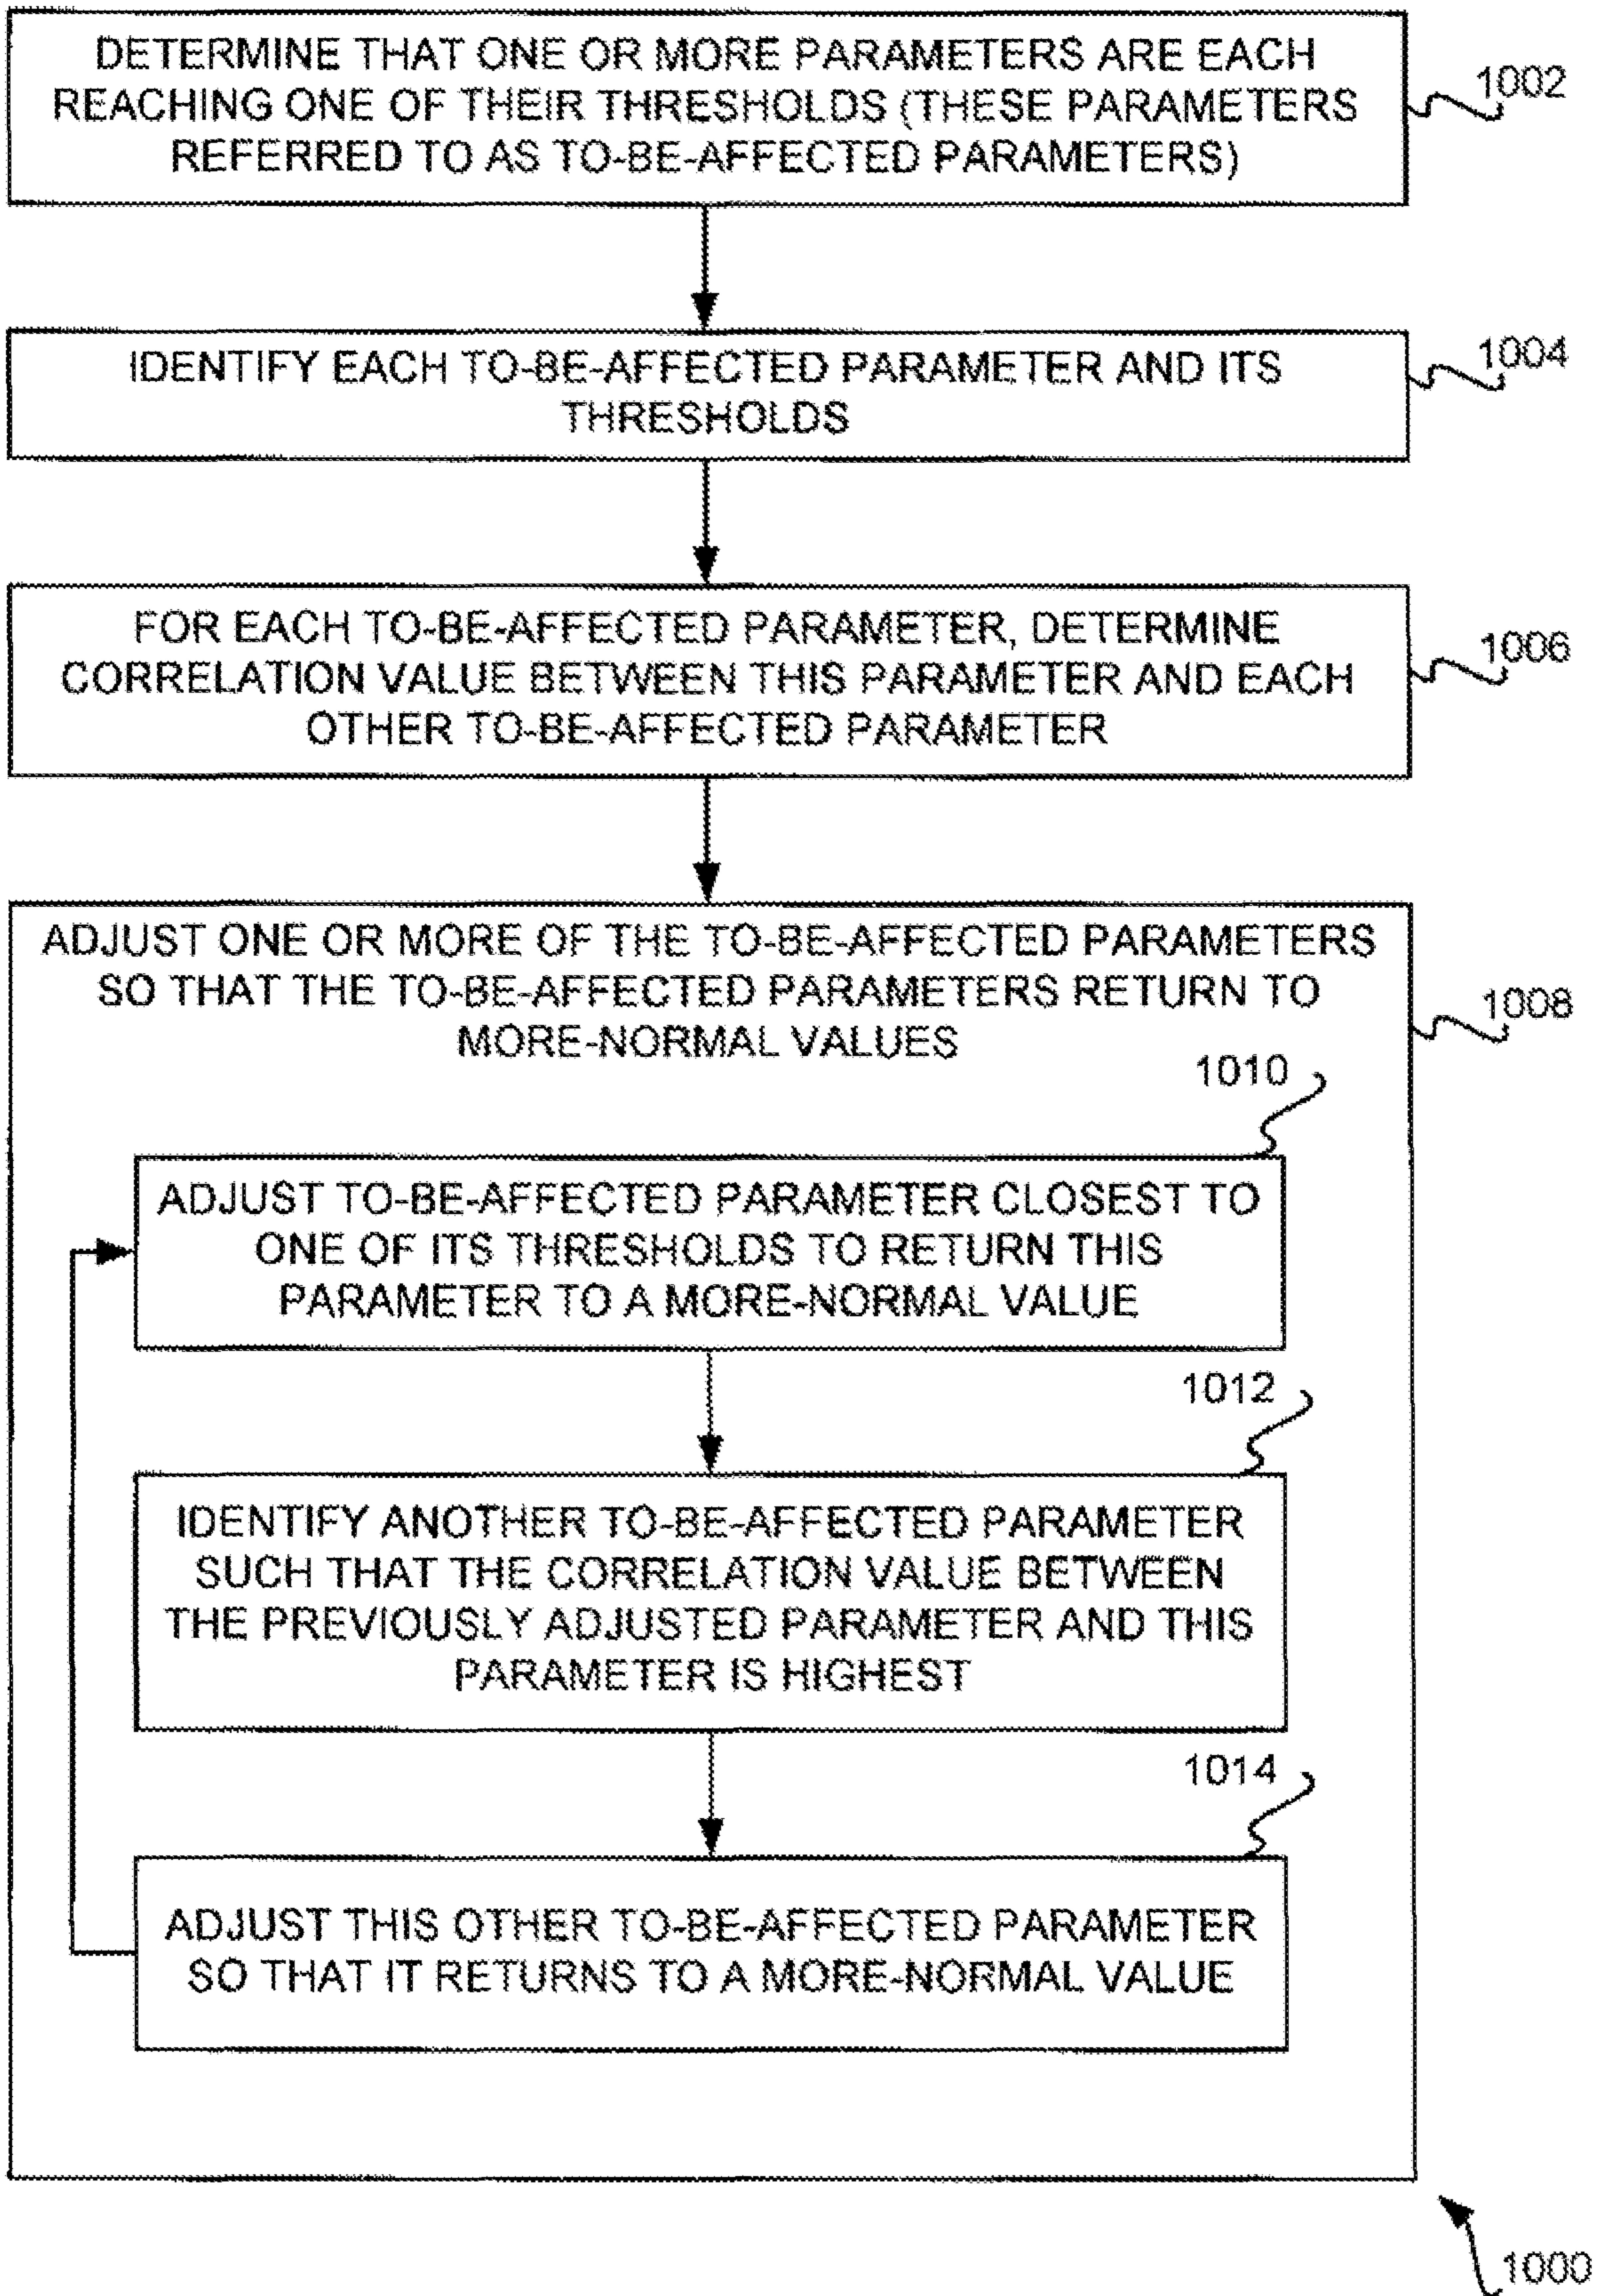 DETERMINE THAT ONE OR MORE PARAMETERS ARE EACH
REACHING ONE OF THEIR THRESHOLDS (THESE PARAMETERS
REFERRED TO AS TO-BE-AFFECTED PARAMETERS)
1002
IDENTIFY EACH TO-BE-AFFECTED PARAMETER AND ITS
THRESHOLDS
1004
FOR EACH TO-BE-AFFECTED PARAMETER, DETERMINE
CORRELATION VALUE BETWEEN THIS PARAMETER AND EACH
OTHER TO-BE-AFFECTED PARAMETER
1006
ADJUST ONE OR MORE OF THE TO-BE-AFFECTED PARAMETERS
SO THAT THE TO-BE-AFFECTED PARAMETERS RETURN TO
MORE-NORMAL VALUES
1008
1010
ADJUST TO-BE-AFFECTED PARAMETER CLOSEST TO
ONE OF ITS THRESHOLDS TO RETURN THIS
PARAMETER TO A MORE-NORMAL VALUE
1012
IDENTIFY ANOTHER TO-BE-AFFECTED PARAMETER
SUCH THAT THE CORRELATION VALUE BETWEEN
THE PREVIOUSLY ADJUSTED PARAMETER AND THIS
PARAMETER IS HIGHEST
1014
ADJUST THIS OTHER TO-BE-AFFECTED PARAMETER
SO THAT IT RETURNS TO A MORE-NORMAL VALUE
1000